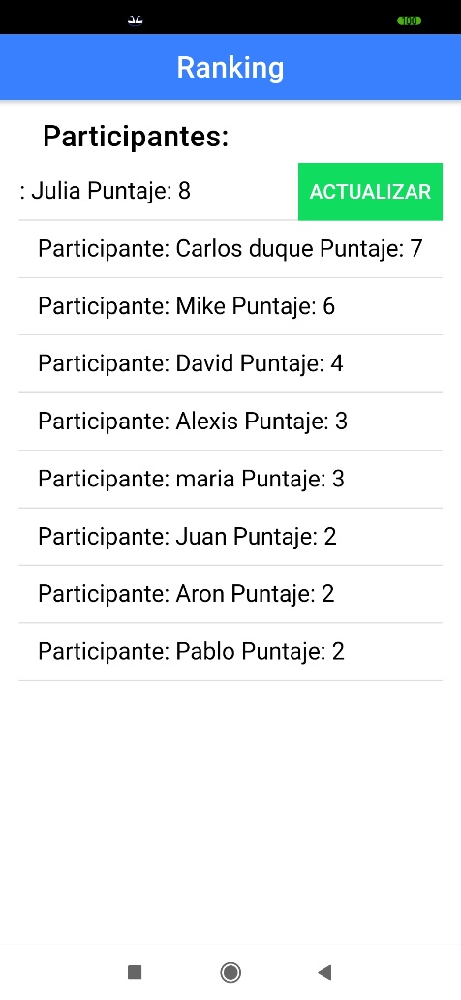 100
Ranking
Participantes:
: Julia Puntaje: 8 ACTUALIZAR
Participante: Carlos duque Puntaje: 7
Participante: Mike Puntaje: 6
Participante: David Puntaje: 4
Participante: Alexis Puntaje: 3
Participante: maria Puntaje: 3
Participante: Juan Puntaje: 2
Participante: Aron Puntaje: 2
Participante: Pablo Puntaje: 2